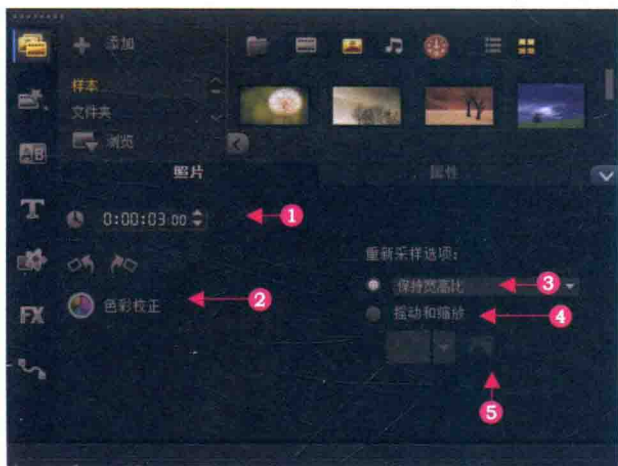 添加
样本
文件夹
浏览
照片
属性
AB
T
0:00:03.00
1
重新采样选项:
保持宽高比
3
色彩校正
2
摇动和缩放
4
FX
5